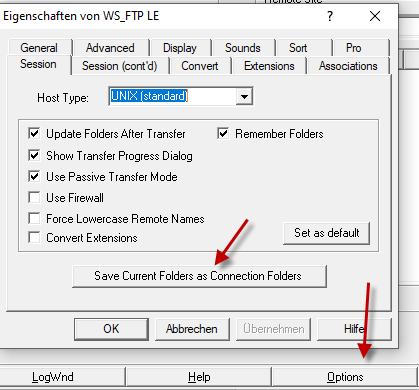 Remote Site
Eigenschaften von WS_FTP LE
General Advanced Display Sounds Sort Pro
Session Session (cont'd) Convert Extensions Associations
Host Type: UNIX (standard)
Update Folders After Transfer Remember Folders
Show Transfer Progress Dialog
Use Passive Transfer Mode
Use Firewall
Force Lowercase Remote Names
Convert Extensions Set as default
Save Current Folders as Connection Folders
OK Abbrechen Übernehmen Hilfe
LogWnd Help Options